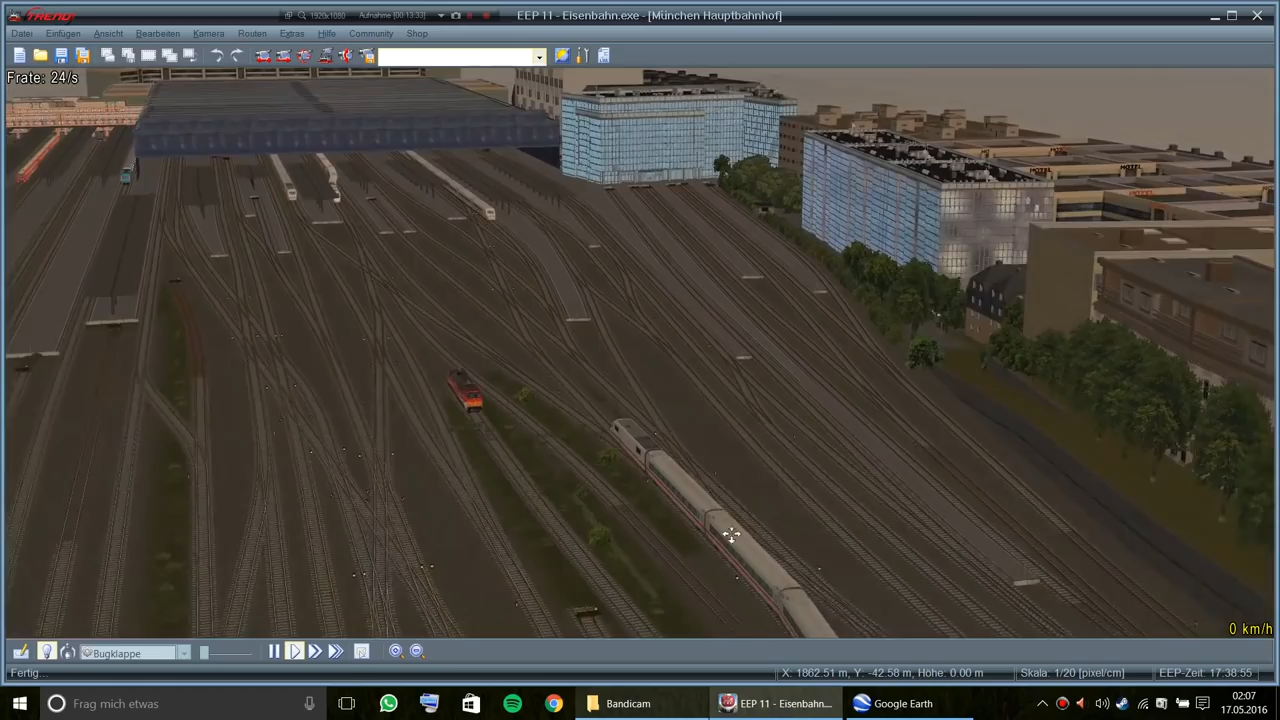 TREND
1920x1080
Aufnahme [00:13:33]
EEP 11 - Eisenbahn.exe - [München Hauptbahnhof]
Datei Einfügen Ansicht Bearbeiten Kamera Routen Extras Hilfe Community Shop
Frate: 24/s
HOTEL
0 km/h
Bugklappe
Fertig...
X: 1862.51 m, Y: -42.58 m, Höhe: 0.00 m
Skala: 1/20 [pixel/cm]
EEP-Zeit: 17:38:55
Frag mich etwas
Bandicam
EEP 11 - Eisenbahn...
Google Earth
02:07
17.05.2016